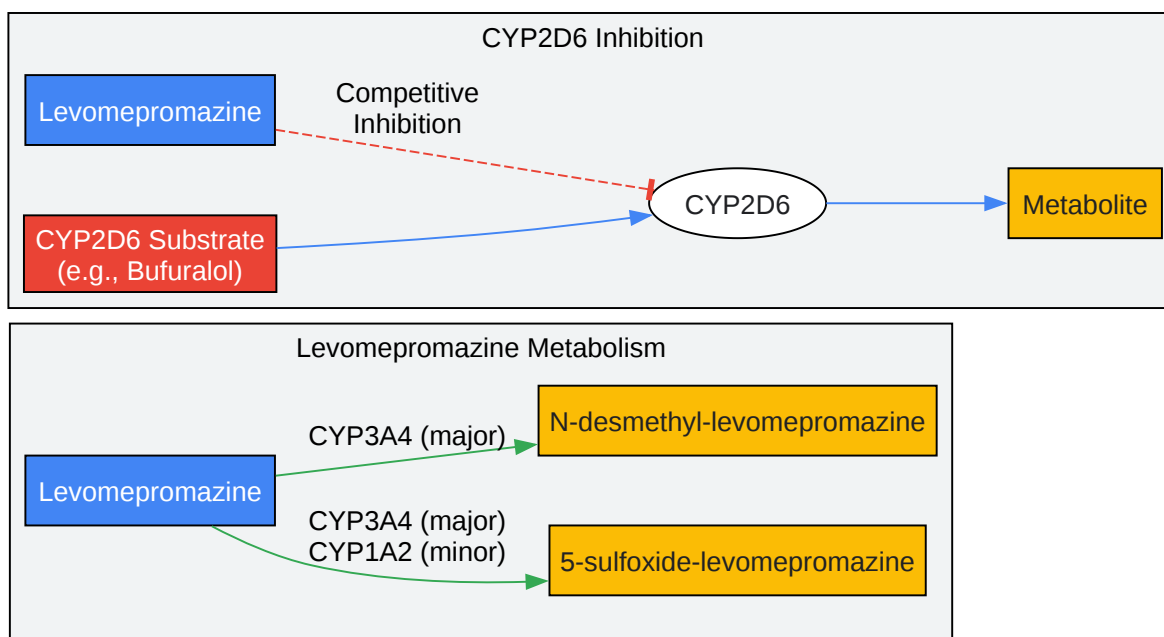 CYP2D6 Inhibition
Levomepromazine
Competitive
Inhibition
CYP2D6 Substrate
(e.g., Bufuralol)
CYP2D6
Metabolite
Levomepromazine Metabolism
Levomepromazine
CYP3A4 (major)
N-desmethyl-levomepromazine
CYP3A4 (major)
CYP1A2 (minor)
5-sulfoxide-levomepromazine